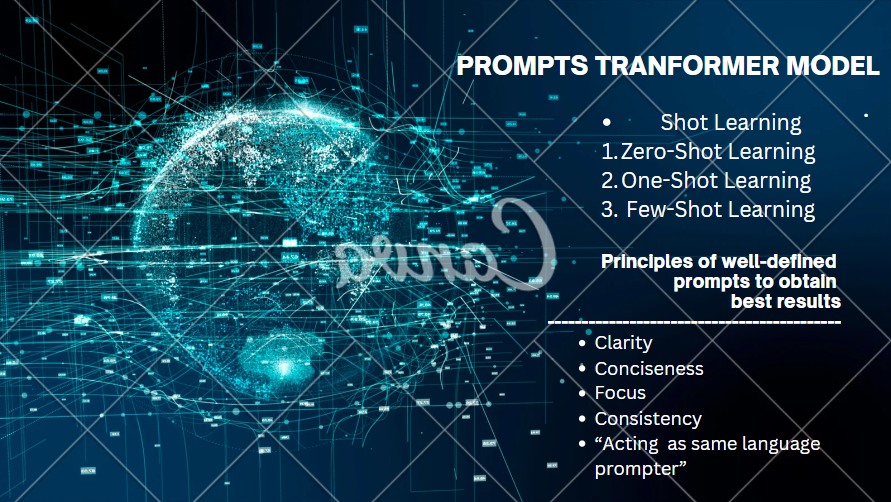 PROMPTS TRANFORMER MODEL
• Shot Learning
1. Zero-Shot Learning
2. One-Shot Learning
3. Few-Shot Learning
Canva
Principles of well-defined
prompts to obtain
best results
--------------------------------------------
• Clarity
• Conciseness
• Focus
• Consistency
• “Acting as same language
prompter”